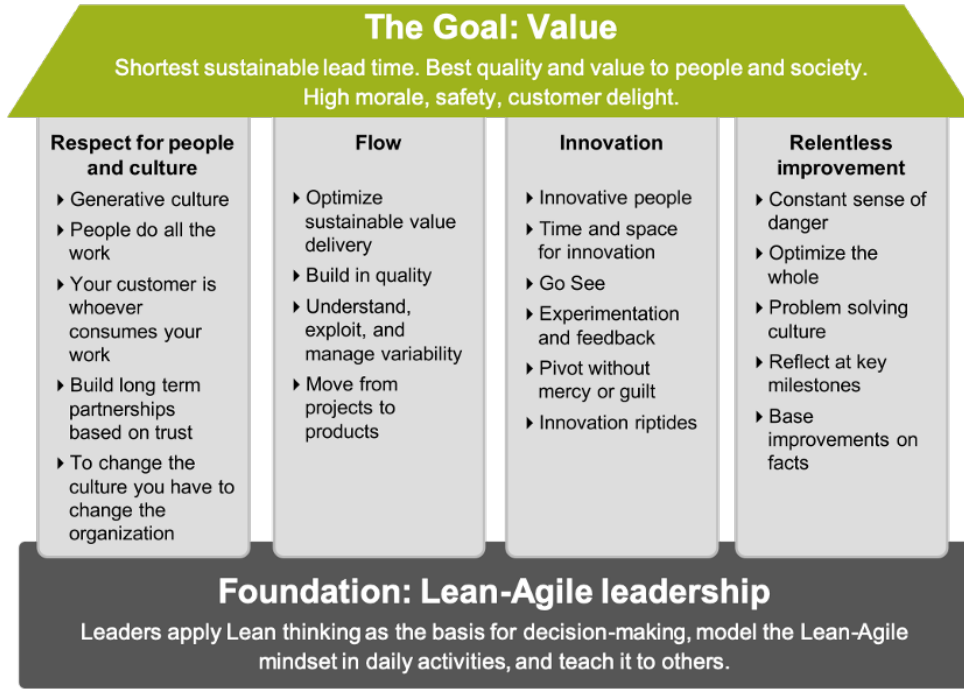 The Goal: Value
Shortest sustainable lead time. Best quality and value to people and society.
High morale, safety, customer delight.
Respect for people
and culture
Generative culture
People do all the
work
Your customer is
whoever
consumes your
work
Build long term
partnerships
based on trust
To change the
culture you have to
change the
organization
Flow
Optimize
sustainable value
delivery
Build in quality
Understand,
exploit, and
manage variability
Move from
projects to
products
Innovation
Innovative people
Time and space
for innovation
Go See
Experimentation
and feedback
Pivot without
mercy or guilt
Innovation riptides
Relentless
improvement
Constant sense of
danger
Optimize the
whole
Problem solving
culture
Reflect at key
milestones
Base
improvements on
facts
Foundation: Lean-Agile leadership
Leaders apply Lean thinking as the basis for decision-making, model the Lean-Agile
mindset in daily activities, and teach it to others.